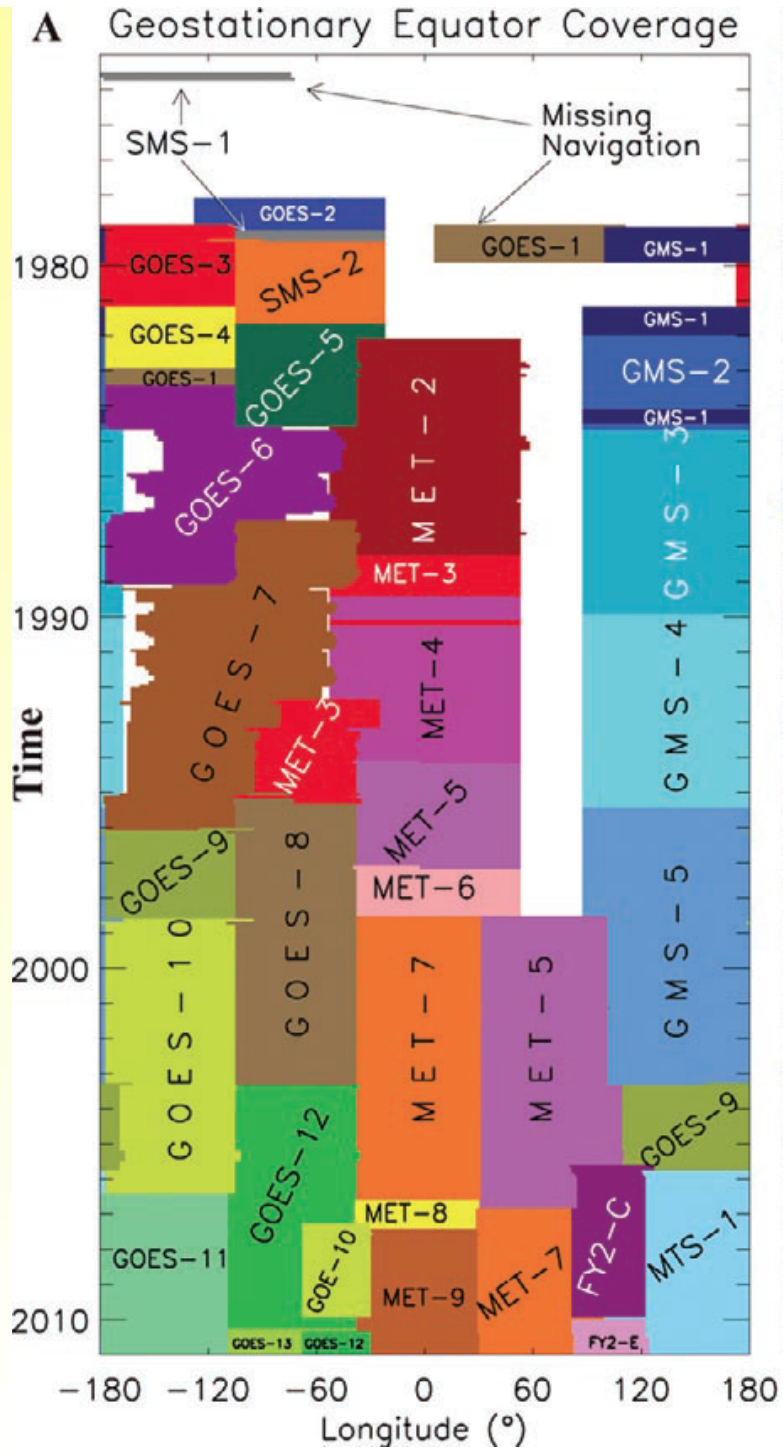 A Geostationary Equator Coverage
Missing
Navigation
SMS-1
GOES-2
GOES-3
SMS-2
GOES-1
GMS-1
1980
GOES-4
GOES-5
GMS-1
GOES-1
MET-2
GMS-2
GMS-1
GOES-6
GMS-3
MET-3
1990
GOES-7
MET-4
GMS-4
MET-3
Time
MET-5
GOES-9
GOES-8
MET-6
GMS-5
GOES-10
MET-7
MET-5
2000
GOES-12
GOES-9
MET-8
GOES-11
GOE-10
MET-9
MET-7
FY2-C
MTS-1
2010
GOES-13
GOES-12
FY2-E
-180 -120 -60 0 60 120 180
Longitude (°)